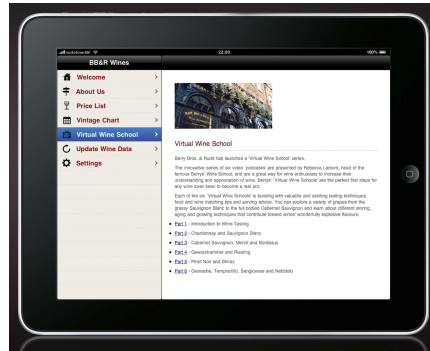 vodafone UK
22:09
100%
BB&R Wines
Welcome
About Us
Price List
Vintage Chart
Virtual Wine School
Update Wine Data
Settings
Virtual Wine School
Berry Bros. & Rudd has launched a 'Virtual Wine School' series.
The innovative series of six video 'podcasts' are presented by Rebecca Lamont, head of the
famous Berrys' Wine School, and are a great way for wine enthusiasts to increase their
understanding and appreciation of wine. Berrys' 'Virtual Wine Schools' are the perfect first steps for
any wine lover keen to become a real pro.
Each of the six 'Virtual Wine Schools' is bursting with valuable and exciting tasting techniques,
food and wine matching tips and serving advice. You can explore a variety of grapes from the
grassy Sauvignon Blanc to the full bodied Cabernet Sauvignon and learn about different storing,
aging and growing techniques that contribute toward wines' wonderfully explosive flavours.
Part 1 - Introduction to Wine-Tasting
Part 2 - Chardonnay and Sauvignon Blanc
Part 3 - Cabernet Sauvignon, Merlot and Bordeaux
Part 4 - Gewurztraminer and Riesling
Part 5 - Pinot Noir and Shiraz
Part 6 - Grenache, Tempranillo, Sangiovese and Nebbiolo